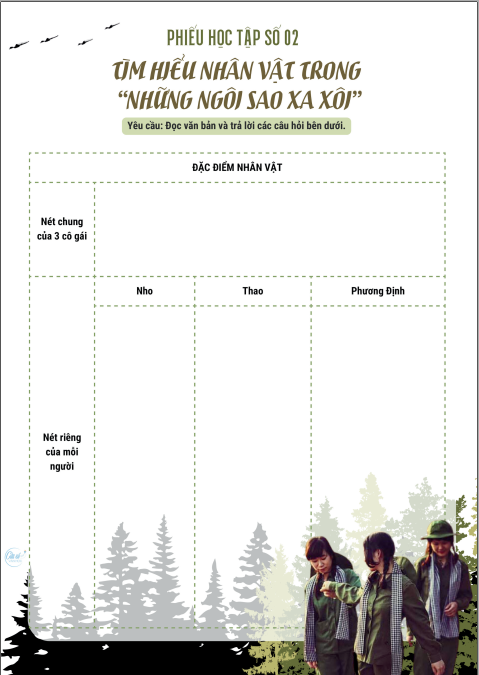 PHIẾU HỌC TẬP SỐ 02
TÌM HIỂU NHÂN VẬT TRONG
“NHỮNG NGÔI SAO XA XÔI”
Yêu cầu: Đọc văn bản và trả lời các câu hỏi bên dưới.
ĐẶC ĐIỂM NHÂN VẬT
Nét chung
của 3 cô gái
Nho
Thao
Phương Định
Nét riêng
của mỗi
người